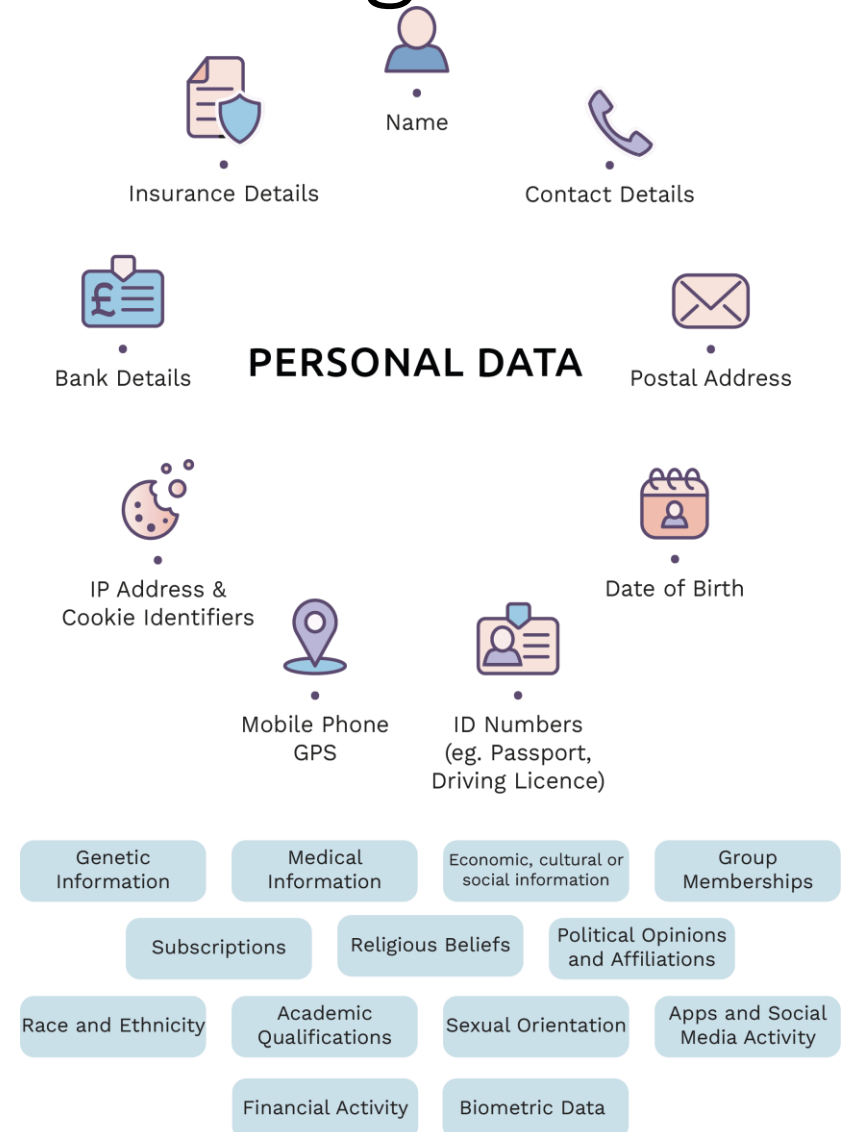 Name
Insurance Details
Contact Details
£
Bank Details
PERSONAL DATA
Postal Address
IP Address &
Cookie Identifiers
Date of Birth
Mobile Phone
GPS
ID Numbers
(eg. Passport,
Driving Licence)
Genetic
Information
Medical
Information
Economic, cultural or
social information
Group
Memberships
Subscriptions
Religious Beliefs
Political Opinions
and Affiliations
Race and Ethnicity
Academic
Qualifications
Sexual Orientation
Apps and Social
Media Activity
Financial Activity
Biometric Data